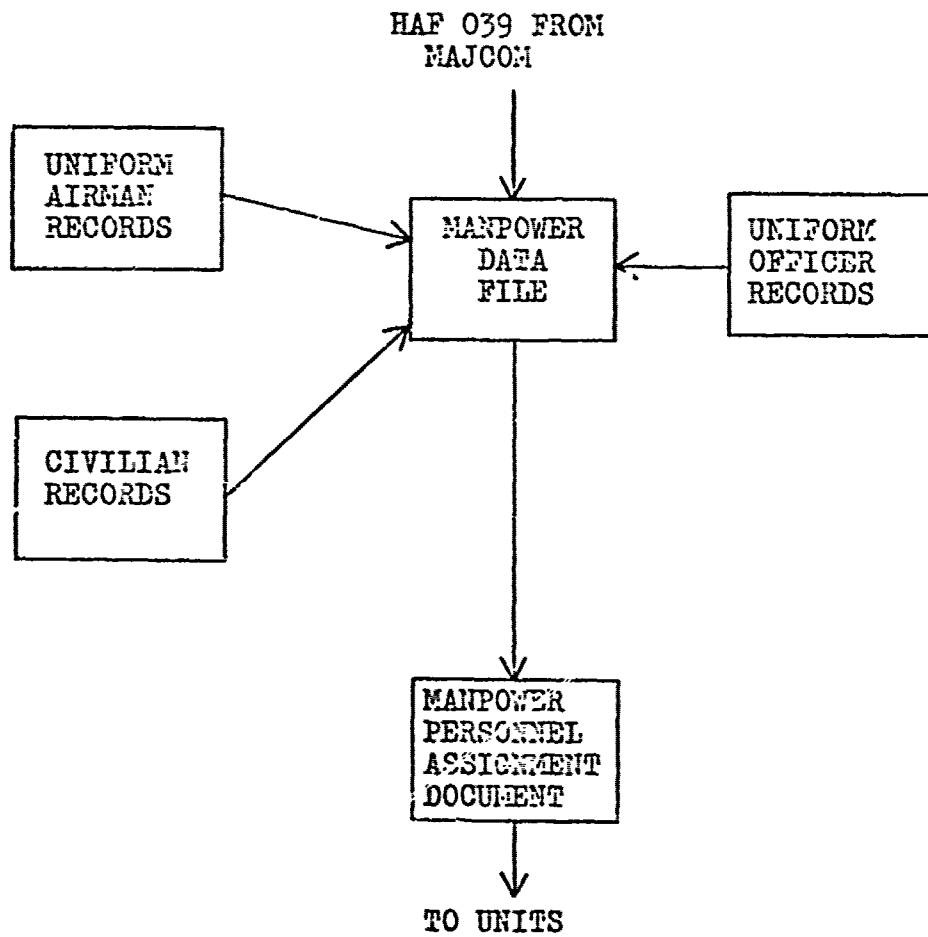 HAF 039 FROM
MAJCOM
UNIFORM
AIRMAN
RECORDS
MANPOWER
DATA
FILE
UNIFORM
OFFICER
RECORDS
CIVILIAN
RECORDS
MANPOWER
PERSONNEL
ASSIGNMENT
DOCUMENT
TO UNITS